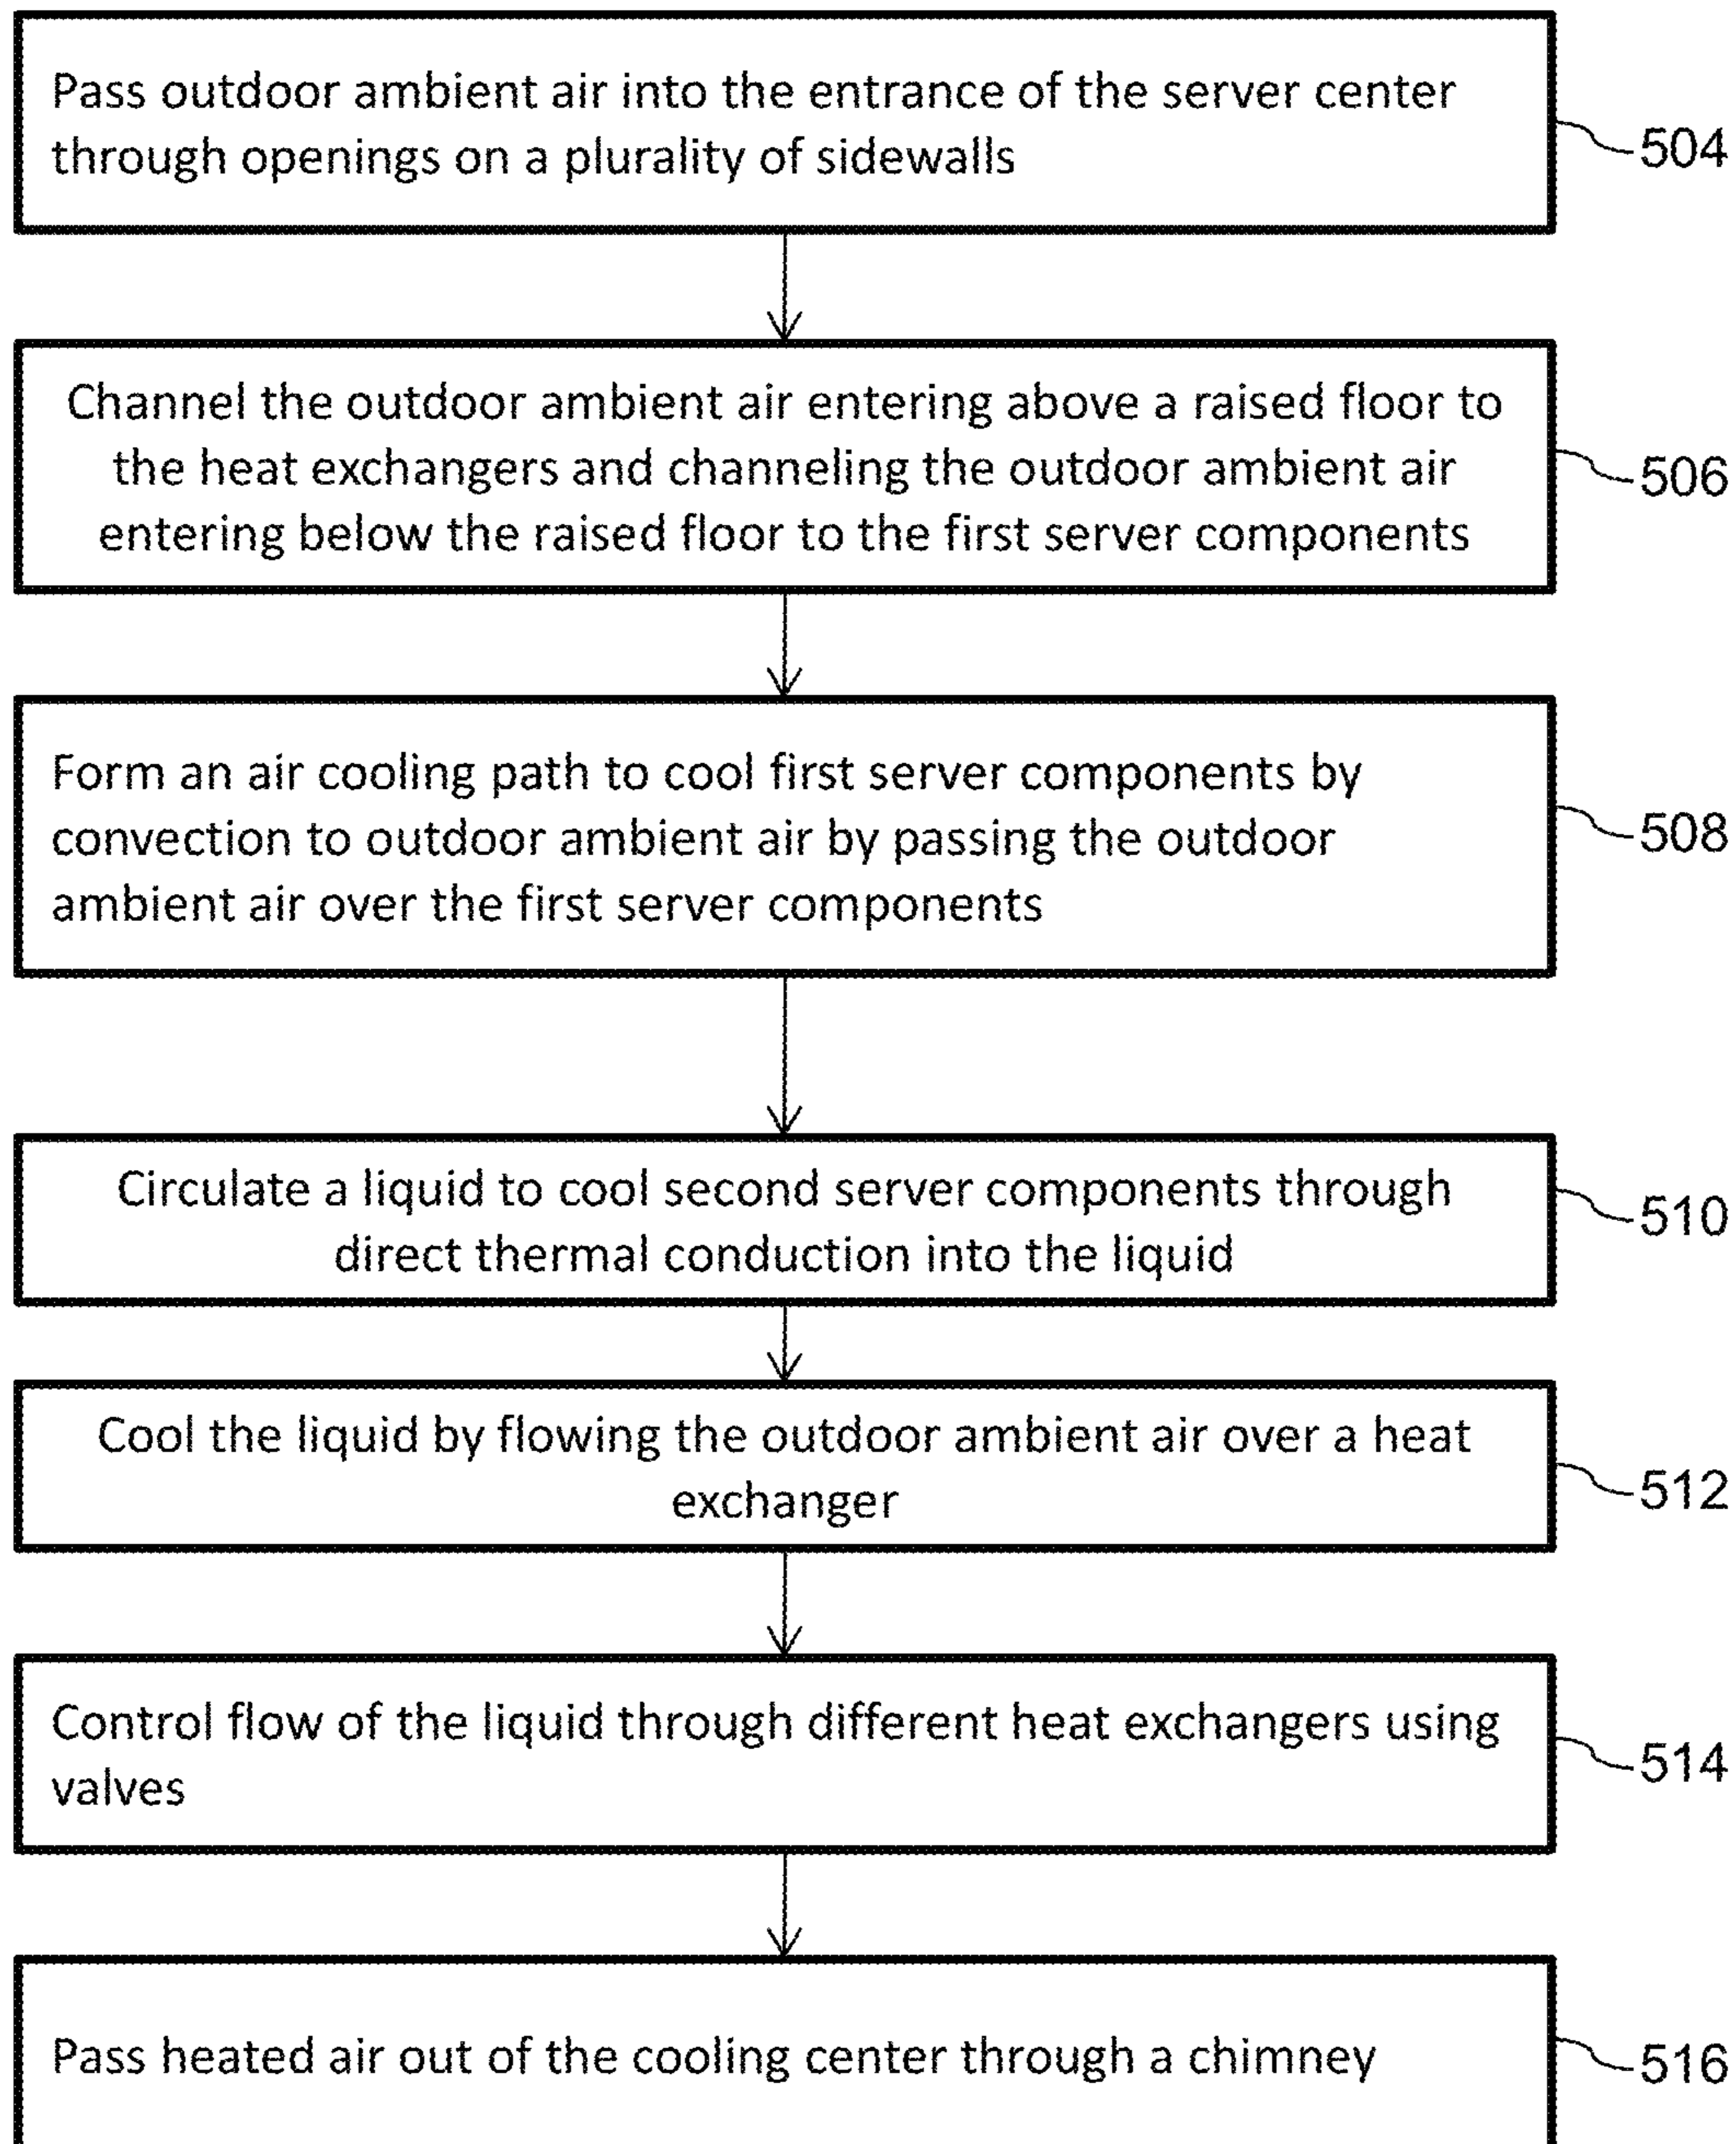 Pass outdoor ambient air into the entrance of the server center
through openings on a plurality of sidewalls
504
Channel the outdoor ambient air entering above a raised floor to
the heat exchangers and channeling the outdoor ambient air
entering below the raised floor to the first server components
506
Form an air cooling path to cool first server components by
convection to outdoor ambient air by passing the outdoor
ambient air over the first server components
508
Circulate a liquid to cool second server components through
direct thermal conduction into the liquid
510
Cool the liquid by flowing the outdoor ambient air over a heat
exchanger
512
Control flow of the liquid through different heat exchangers using
valves
514
Pass heated air out of the cooling center through a chimney
516